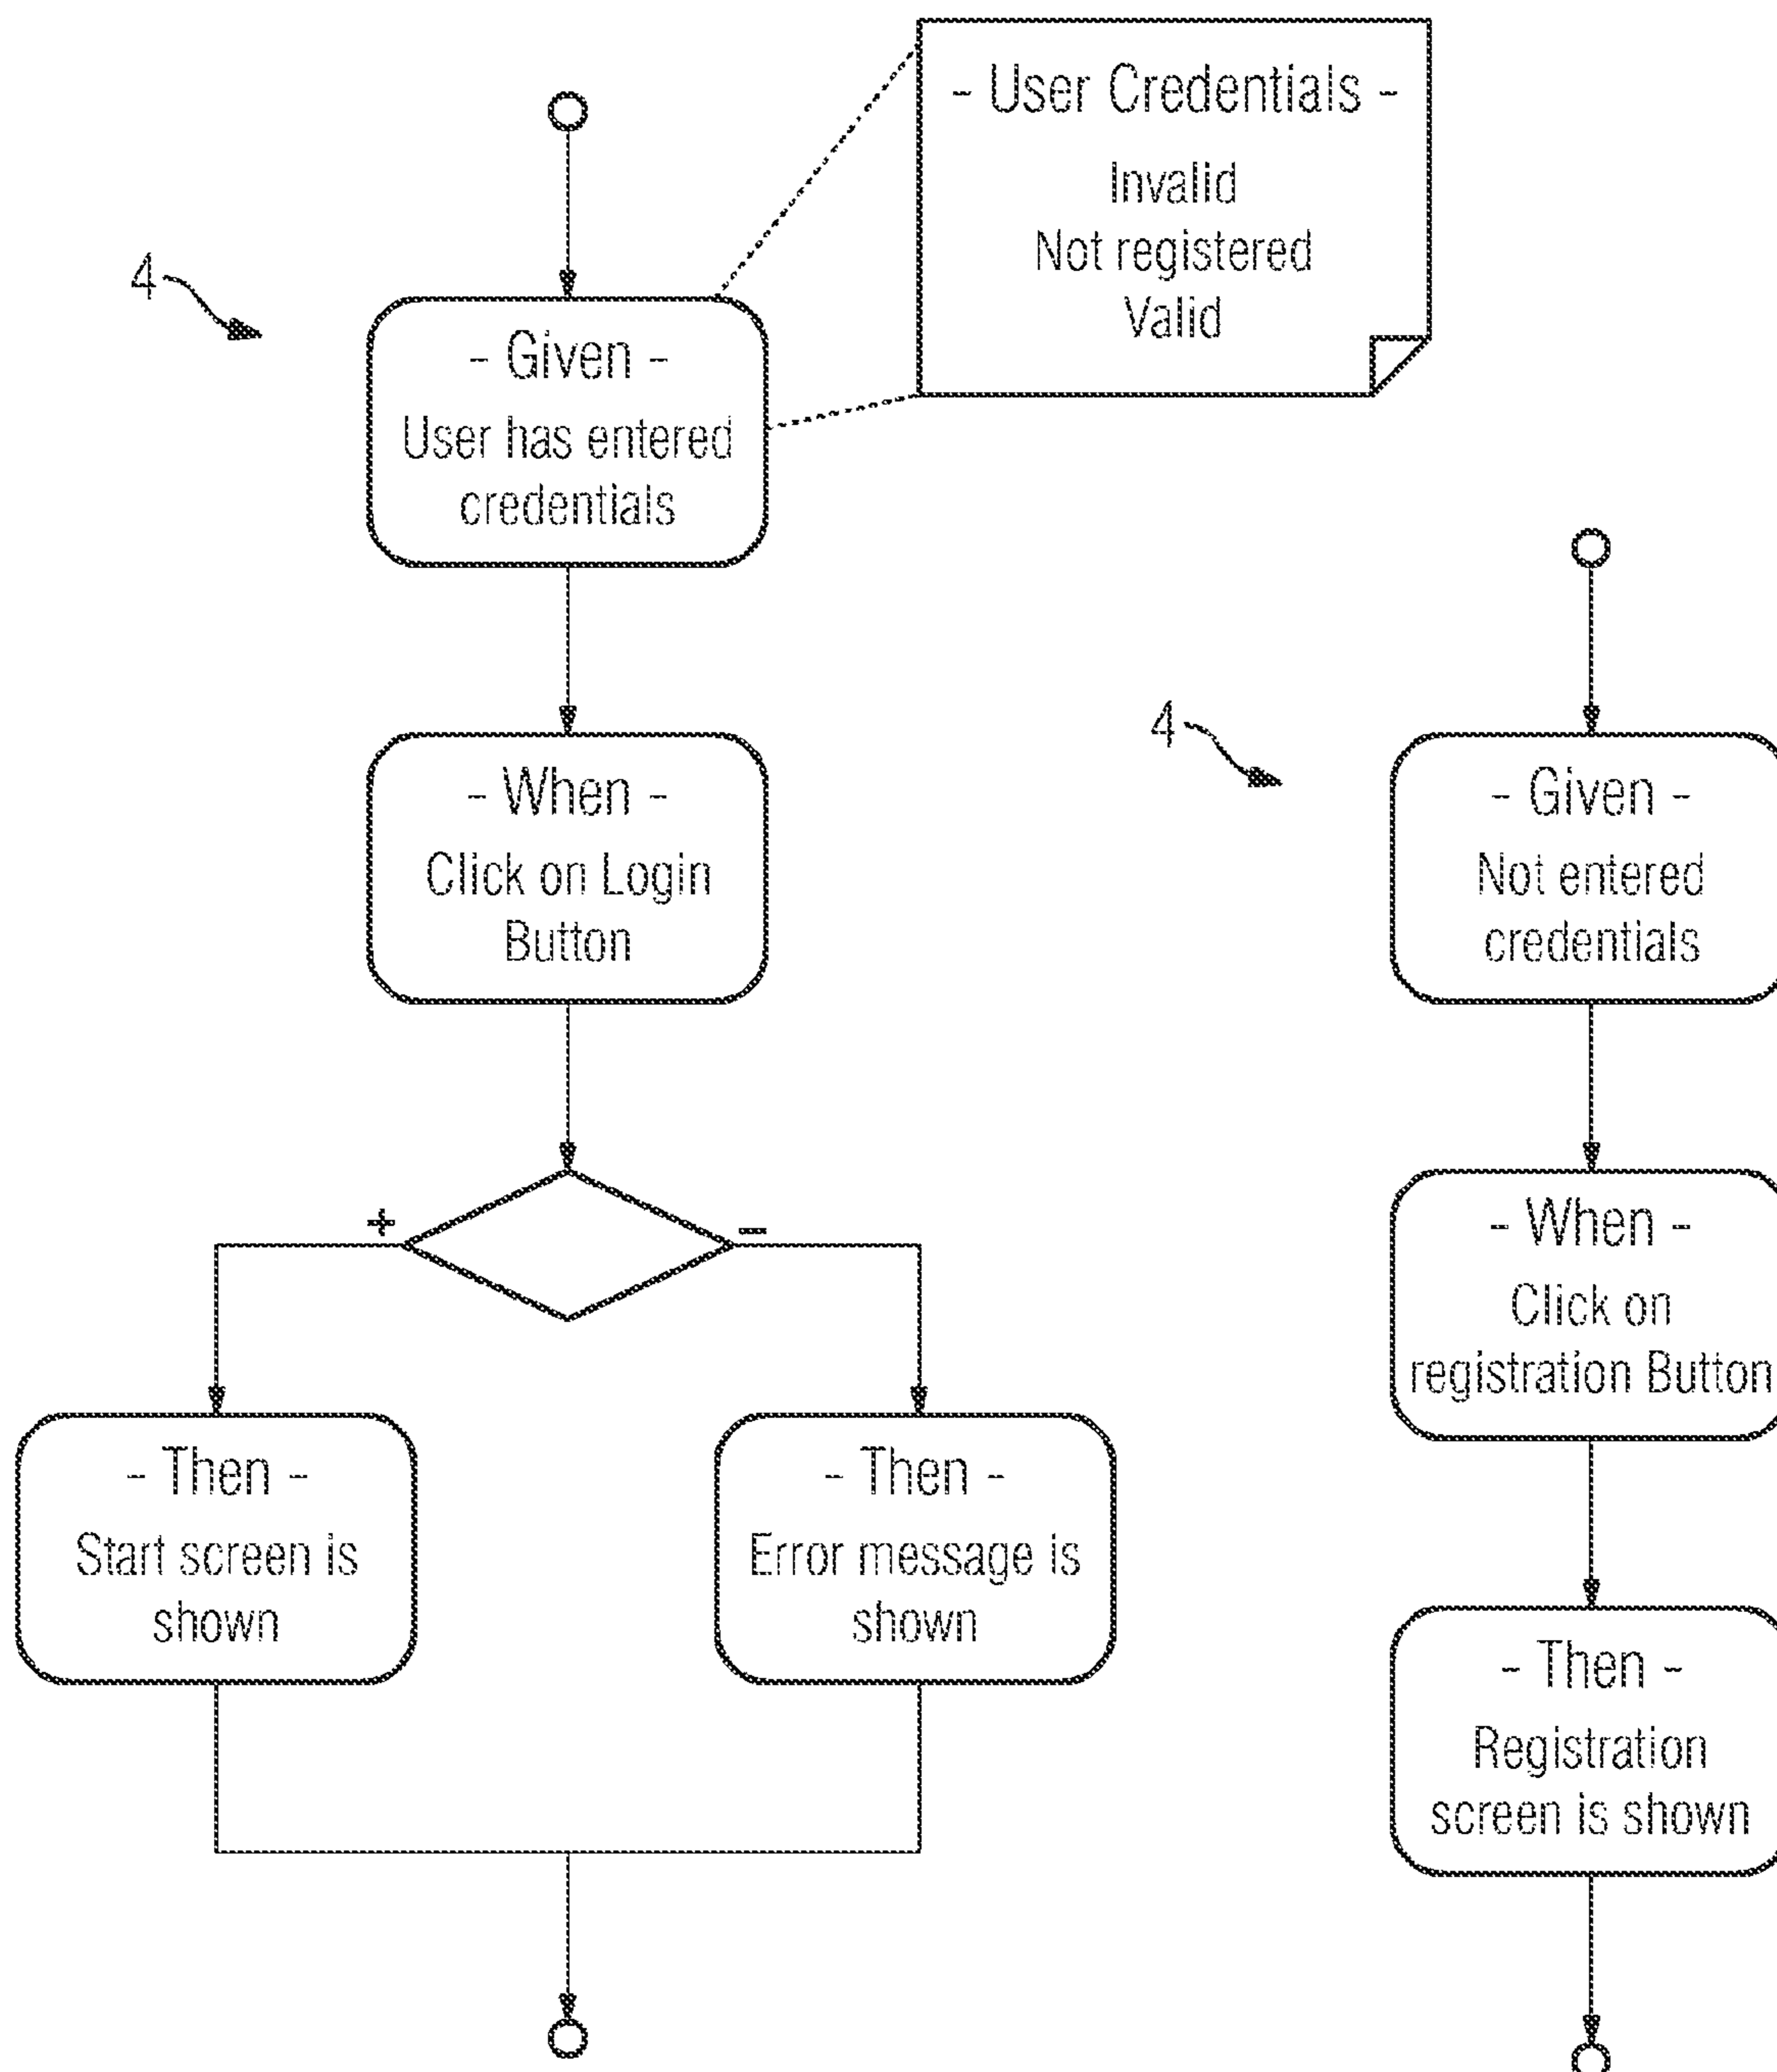 - User Credentials -
Invalid
Not registered
Valid
4
- Given -
User has entered
credentials
- When -
Click on Login
Button
+
-
- Then -
Start screen is
shown
- Then -
Error message is
shown
4
- Given -
Not entered
credentials
- When -
Click on
registration Button
- Then -
Registration
screen is shown